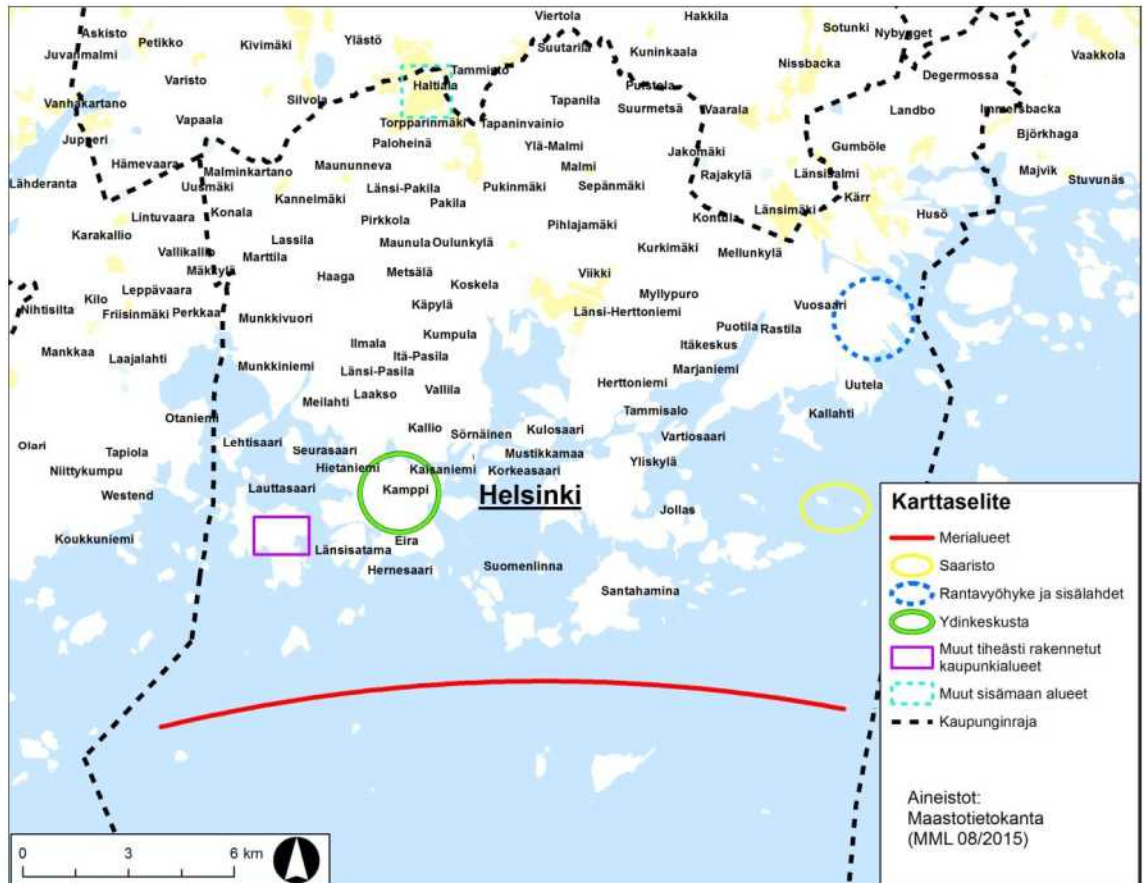 Viertola
Hakkila
Askisto
Petikko
Kivimäki
Ylästö
Suutarila
Kuninkaala
Sotunki
Nybygget
Juvanmalmi
Nissbacka
Vaakkola
Varisto
Tammisto
Degermossa
Haltiala
Puistola
Vanhakartano
Silvola
Tapanila
Suurmetsä
Vaarala
Landbo
Immersbacka
Vapaala
Torpparinmäki
Tapaninvainio
Björkhaga
Jupperi
Paloheinä
Ylä-Malmi
Jakomäki
Gumböle
Hämevaara
Malminkartano
Maununneva
Malmi
Rajakylä
Länsisalmi
Majvik
Lähderanta
Uusmäki
Länsi-Pakila
Pukinmäki
Sepänmäki
Stuvunäs
Kannelmäki
Pakila
Kärr
Lintuvaara
Konala
Pirkkola
Pihlajamäki
Kontula
Länsimäki
Husö
Karakallio
Lassila
Maunula
Oulunkylä
Kurkimäki
Mellunkylä
Vallikallio
Marttila
Mäkkylä
Haaga
Metsälä
Koskela
Viikki
Leppävaara
Myllypuro
Vuosaari
Kilo
Käpylä
Nihtisilta
Friisinmäki
Perkkaa
Munkkivuori
Länsi-Herttoniemi
Kumpula
Puotila
Rastila
Ilmala
Itäkeskus
Mankkaa
Laajalahti
Itä-Pasila
Munkkiniemi
Länsi-Pasila
Marjaniemi
Herttoniemi
Uutela
Meilahti
Laakso
Vallila
Otaniemi
Tammisalo
Kallahti
Kallio
Sörnäinen
Kulosaari
Vartiosaari
Olari
Lehtisaari
Tapiola
Seurasaari
Mustikkamaa
Niittykumpu
Hietaniemi
Kaisaniemi
Korkeasaari
Yliskylä
Westend
Lauttasaari
Kamppi
Helsinki
Jollas
Koukkuniemi
Länsisatama
Eira
Hernesaari
Suomenlinna
Santahamina
Karttaselite
Merialueet
Saaristo
Rantavyöhyke ja sisälahdet
Ydinkeskusta
Muut tiheästi rakennetut
kaupunkialueet
Muut sisämaan alueet
Kaupunginraja
Aineistot:
Maastotietokanta
(MML 08/2015)
0 3 6 km